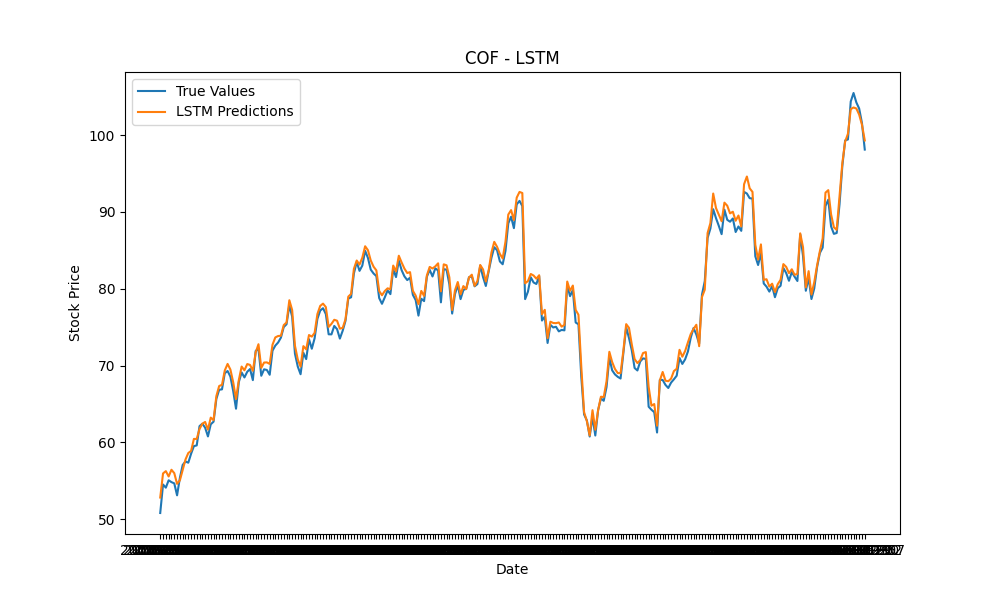 COF - LSTM
True Values
LSTM Predictions
100
90
80
70
60
50
Stock Price
Date